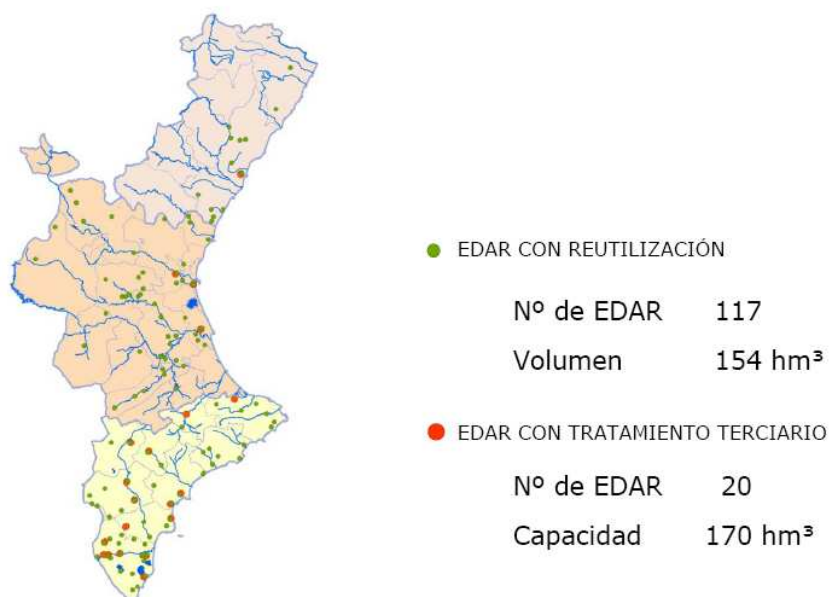 EDAR CON REUTILIZACIÓN
Nº de EDAR 117
Volumen 154 hm³
EDAR CON TRATAMIENTO TERCIARIO
Nº de EDAR 20
Capacidad 170 hm³